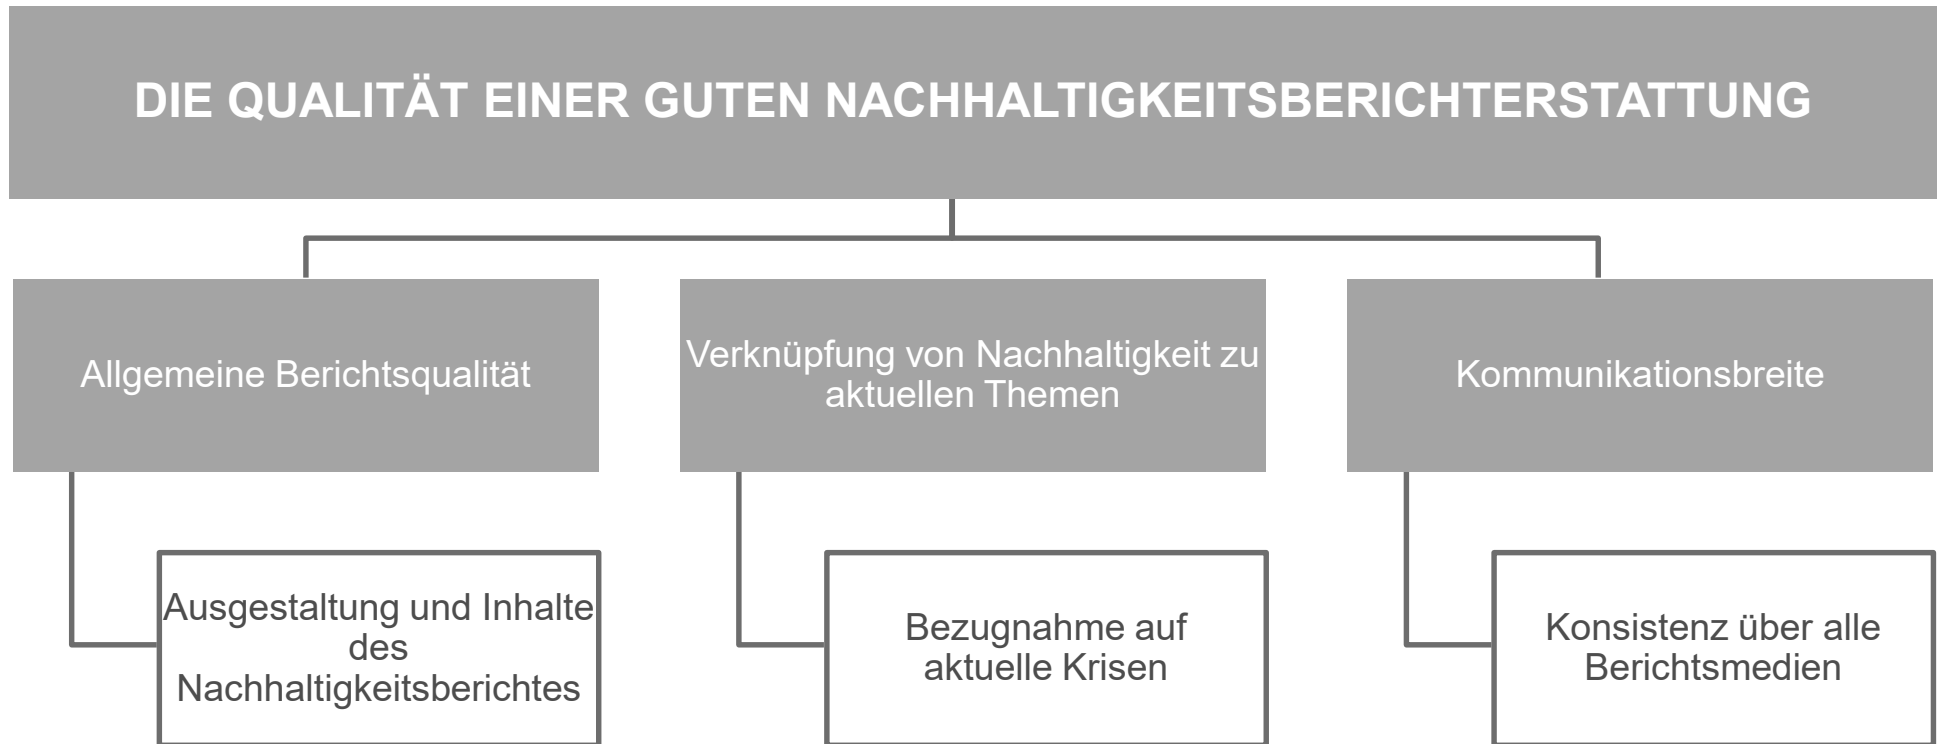 DIE QUALITÄT EINER GUTEN NACHHALTIGKEITSBERICHTERSTATTUNG
Allgemeine Berichtsqualität
Verknüpfung von Nachhaltigkeit zu
aktuellen Themen
Kommunikationsbreite
Ausgestaltung und Inhalte
des
Nachhaltigkeitsberichtes
Bezugnahme auf
aktuelle Krisen
Konsistenz über alle
Berichtsmedien